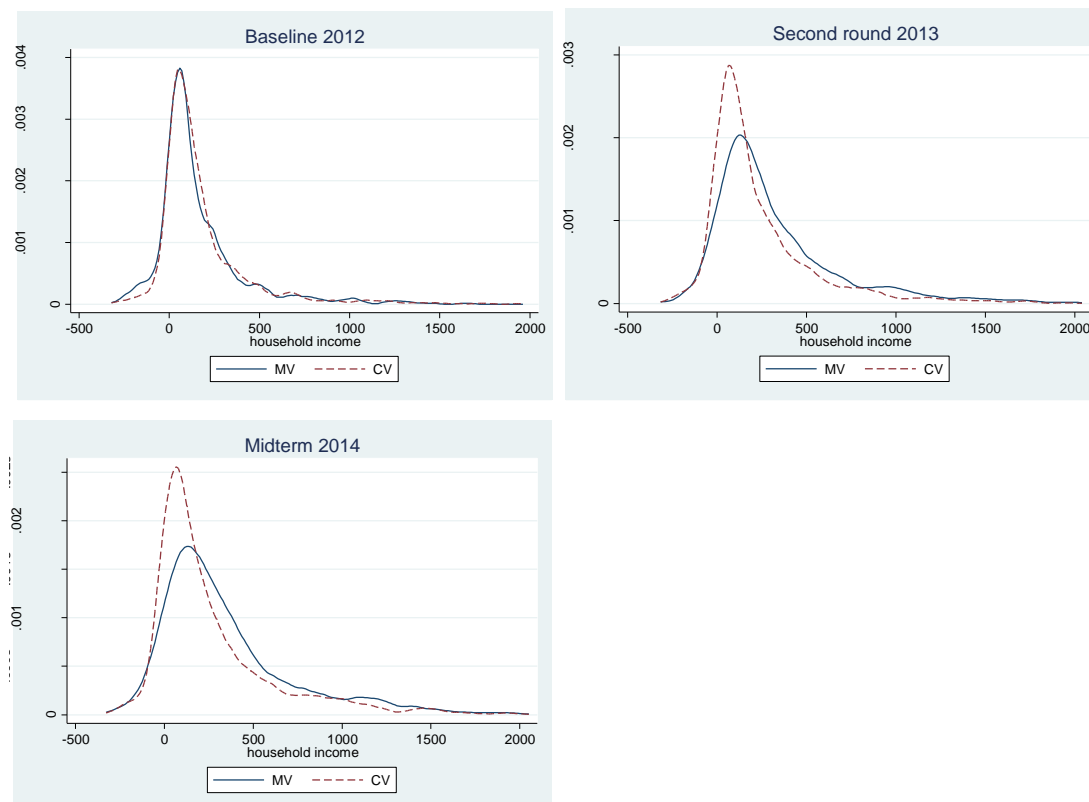 Baseline 2012
.004
.003
.002
.001
0
-500 0 500 1000 1500 2000
household income
MV CV
Second round 2013
.003
.002
.001
0
-500 0 500 1000 1500 2000
household income
MV CV
Midterm 2014
.002
.001
0
-500 0 500 1000 1500 2000
household income
MV CV